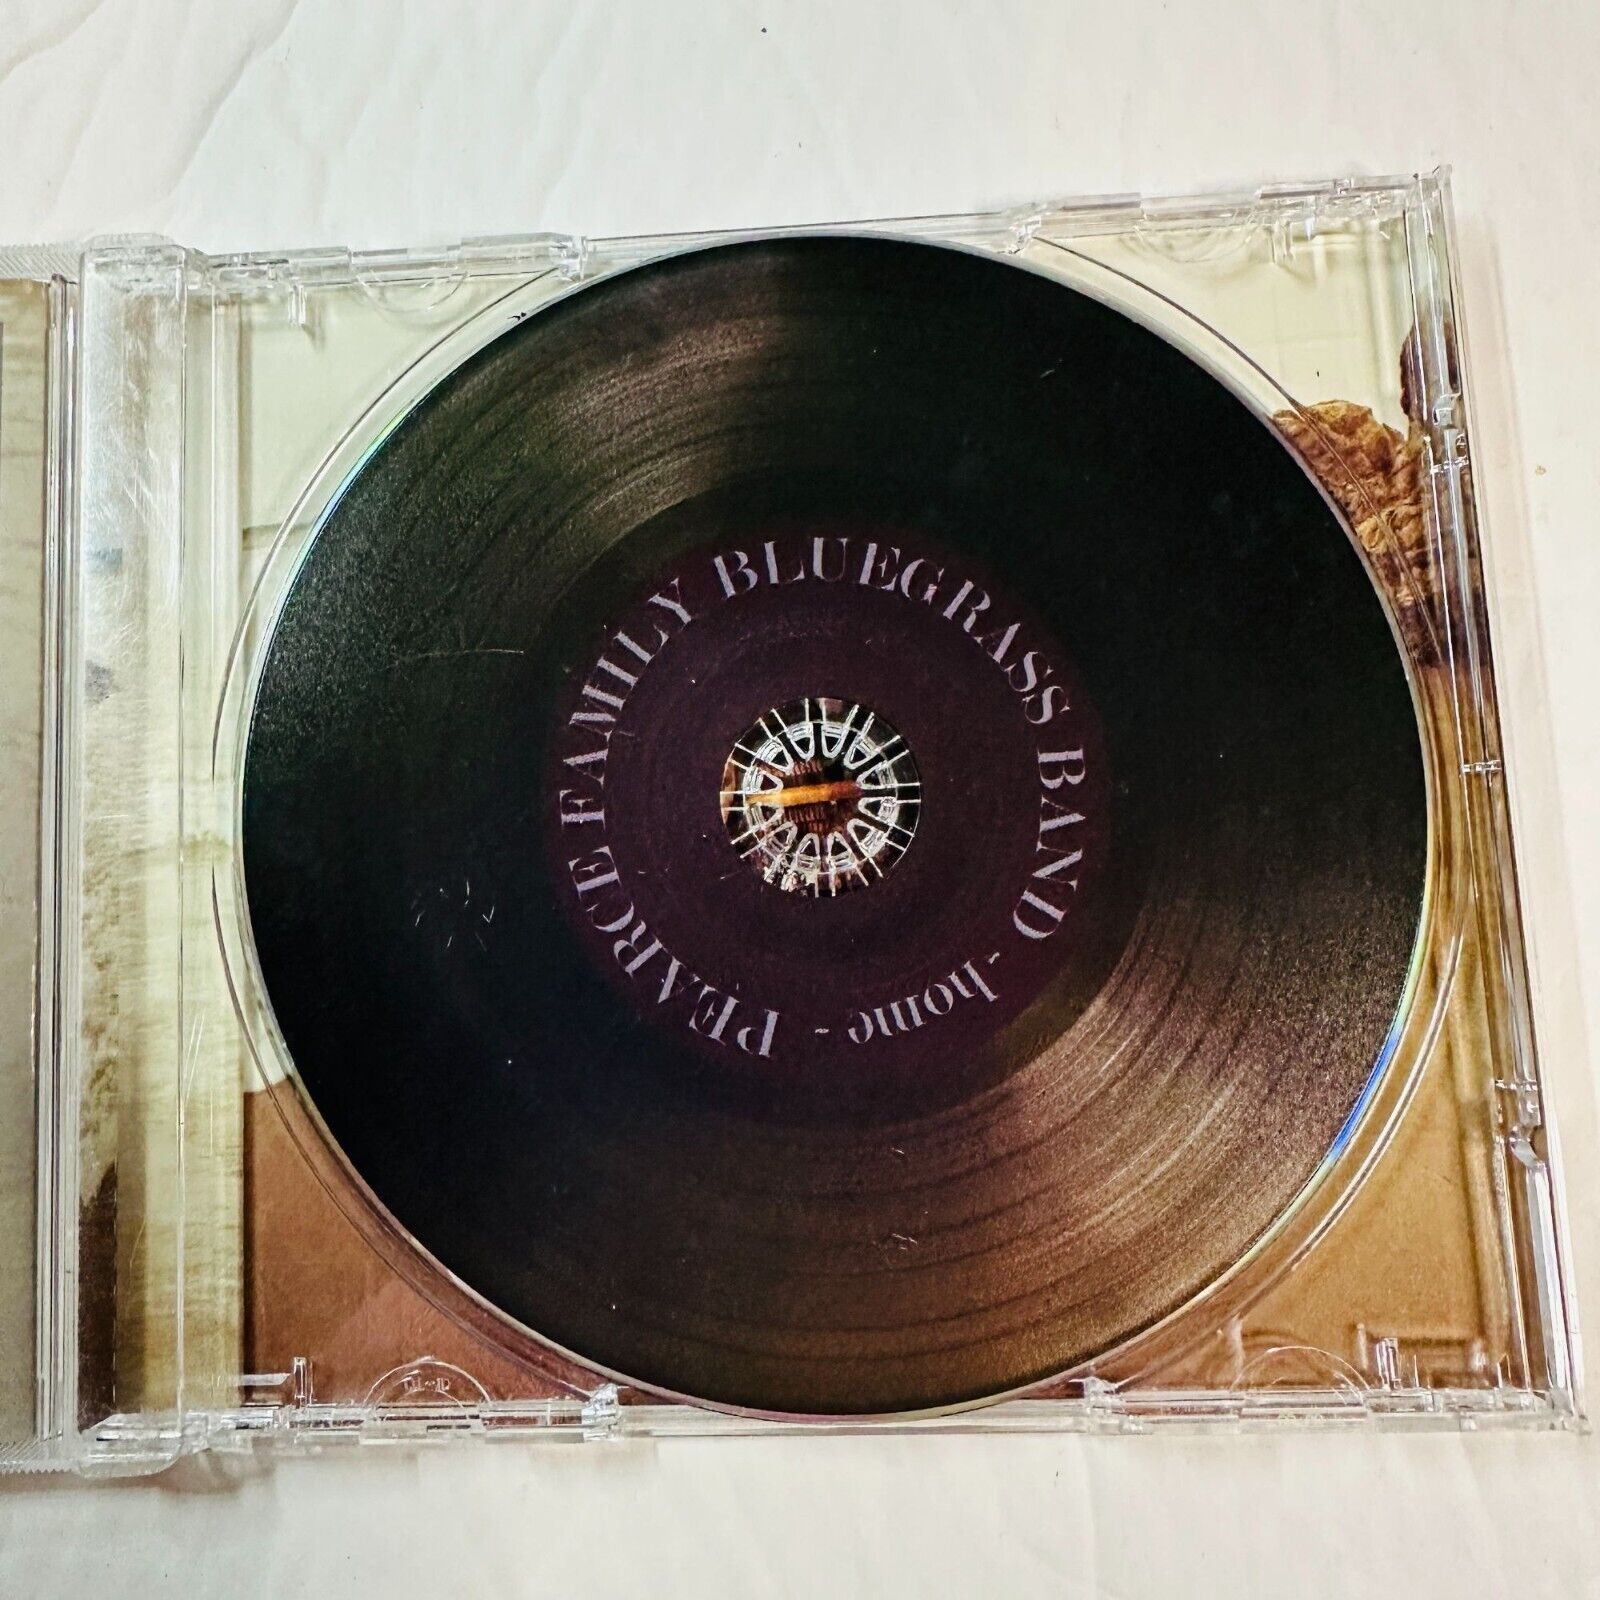 PEARCE FAMILY BLUEGRASS BAND - home -